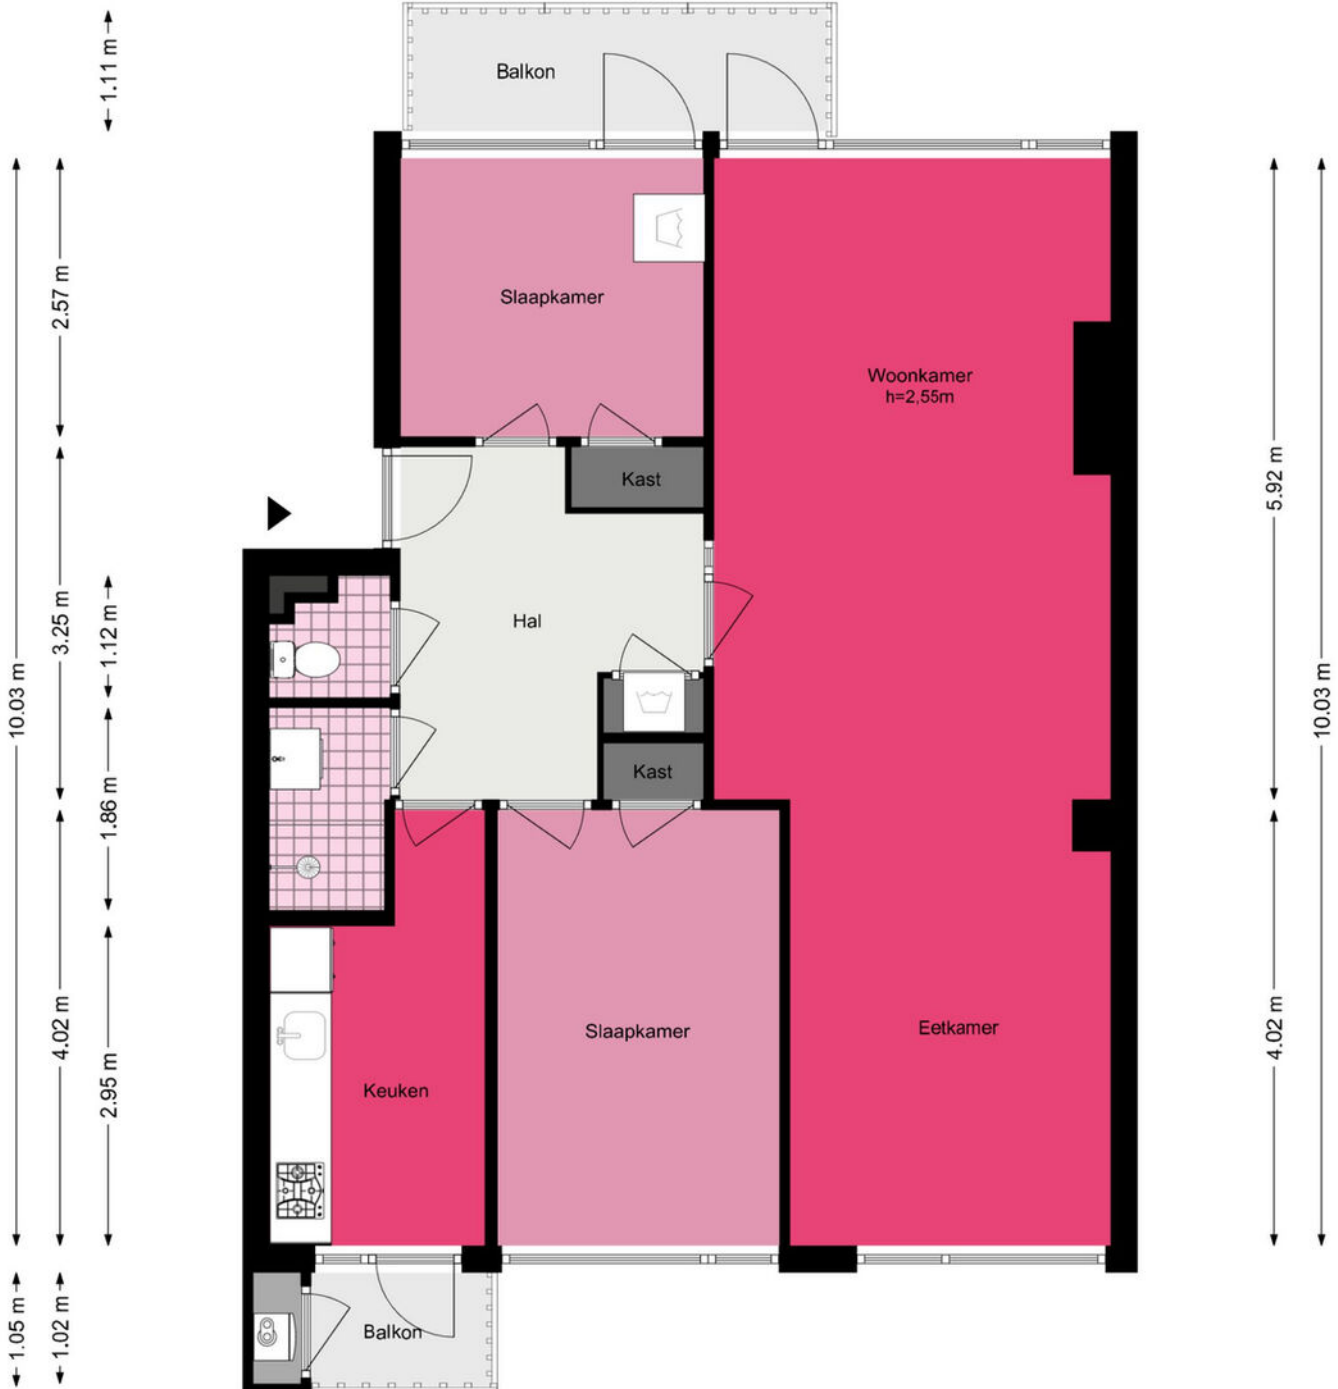 1.11 m
Balkon
10.03 m
2.57 m
Slaapkamer
Woonkamer
h=2,55m
5.92 m
10.03 m
Kast
3.25 m
1.12 m
Hal
1.86 m
Kast
4.02 m
2.95 m
Keuken
Slaapkamer
Eetkamer
4.02 m
1.05 m
1.02 m
Balkon